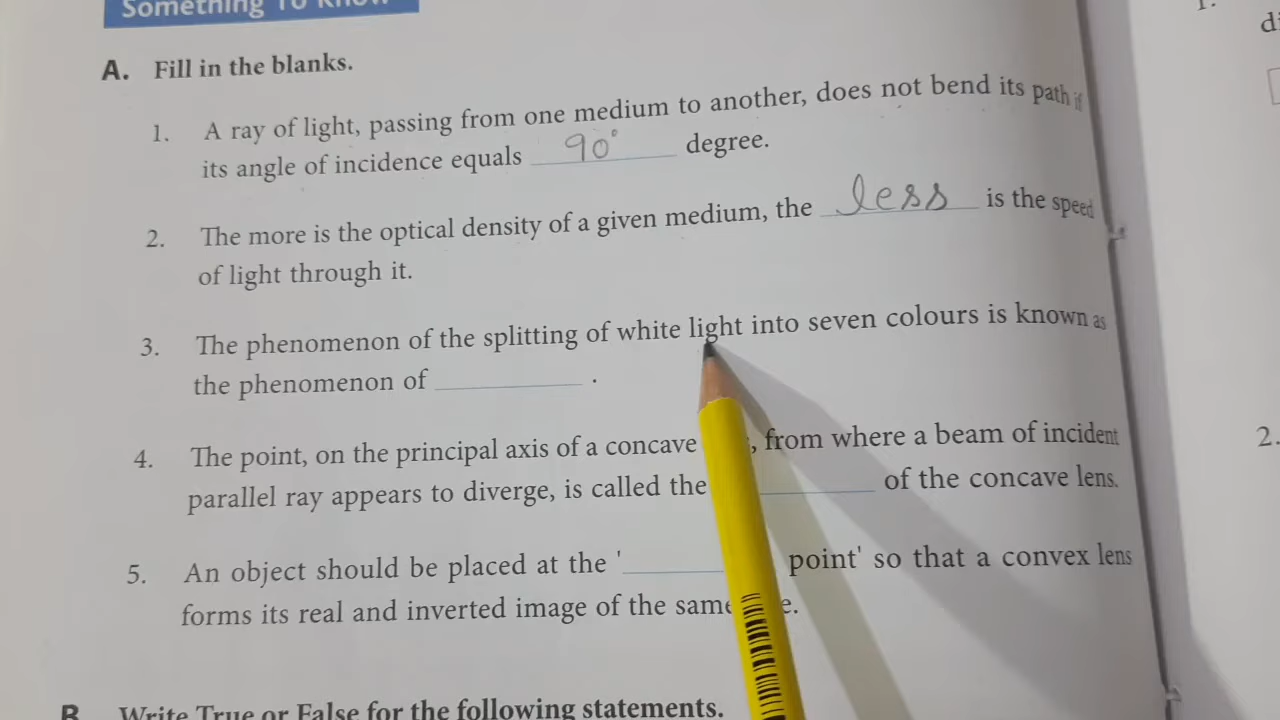 Something To Know
A. Fill in the blanks.
1. A ray of light, passing from one medium to another, does not bend its path if
its angle of incidence equals 90° degree.
2. The more is the optical density of a given medium, the less is the speed
of light through it.
3. The phenomenon of the splitting of white light into seven colours is known as
the phenomenon of .
4. The point, on the principal axis of a concave , from where a beam of incident
parallel ray appears to diverge, is called the of the concave lens.
5. An object should be placed at the ' point' so that a convex lens
forms its real and inverted image of the same
B Write True or False for the following statements.
1.
2.